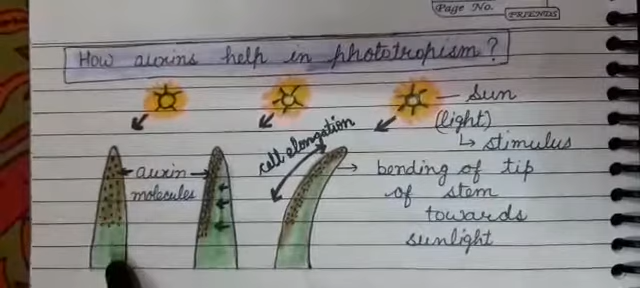 Page No.
FRIENDS
How auxins help in phototropism?
Sun
(light)
↳ stimulus
auxin
molecules
cell elongation
bending of tip
of stem
towards
sunlight